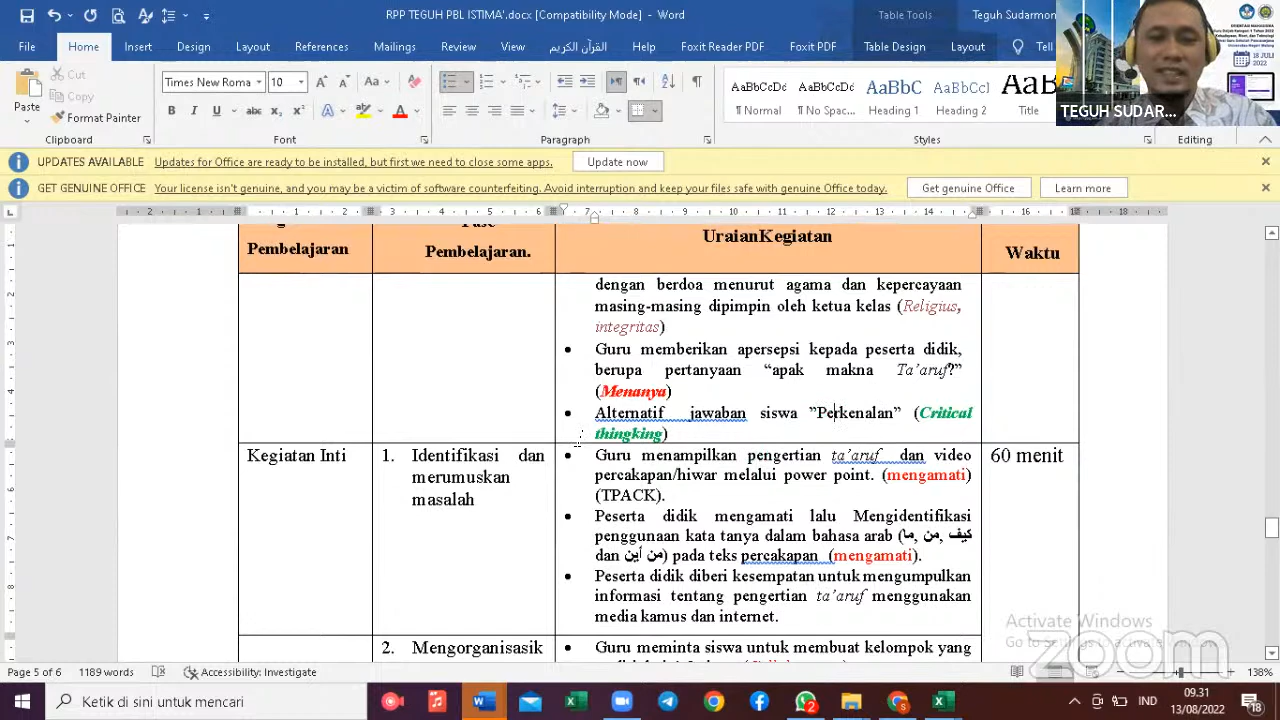 RPP TEGUH PBL ISTIMA'.docx [Compatibility Mode] - Word
Table Tools
Teguh Sudarmon
File Home Insert Draw Design Layout References Mailings Review View القرآن الكريم Design Layout Tell
Cut
Copy
Paste
Format Painter
Times New Roma 10
AaBbCcDd AaBbCcDc AaBbC AaBbCcI AaB
¶ Normal ¶ No Spac... Heading 1 Heading 2 Title
Clipboard Font Paragraph Styles Editing
18 JULI
2022
TEGUH SUDAR...
UPDATES AVAILABLE Updates for Office are ready to be installed, but first we need to close some apps. Update now
GET GENUINE OFFICE Your license isn't genuine, and you may be a victim of software counterfeiting. Avoid interruption and keep your files safe with genuine Office today. Get genuine Office Learn more
Pembelajaran
Pembelajaran.
UraianKegiatan
Waktu
dengan berdoa menurut agama dan kepercayaan
masing-masing dipimpin oleh ketua kelas (Religius,
integritas)
• Guru memberikan apersepsi kepada peserta didik,
berupa pertanyaan “apak makna Ta’aruf?”
(Menanya)
• Alternatif jawaban siswa ”Perkenalan” (Critical
thingking)
Kegiatan Inti
1. Identifikasi dan
merumuskan
masalah
• Guru menampilkan pengertian ta’aruf dan video
percakapan/hiwar melalui power point. (mengamati)
(TPACK).
• Peserta didik mengamati lalu Mengidentifikasi
penggunaan kata tanya dalam bahasa arab (كيف ,من ,ما
dan من أين) pada teks percakapan (mengamati).
• Peserta didik diberi kesempatan untuk mengumpulkan
informasi tentang pengertian ta’aruf menggunakan
media kamus dan internet.
60 menit
2. Mengorganisasik
• Guru meminta siswa untuk membuat kelompok yang
Activate Windows
zoom
Page 5 of 6 1189 words Accessibility: Investigate 138%
Ketik di sini untuk mencari
IND
09.31
13/08/2022
18